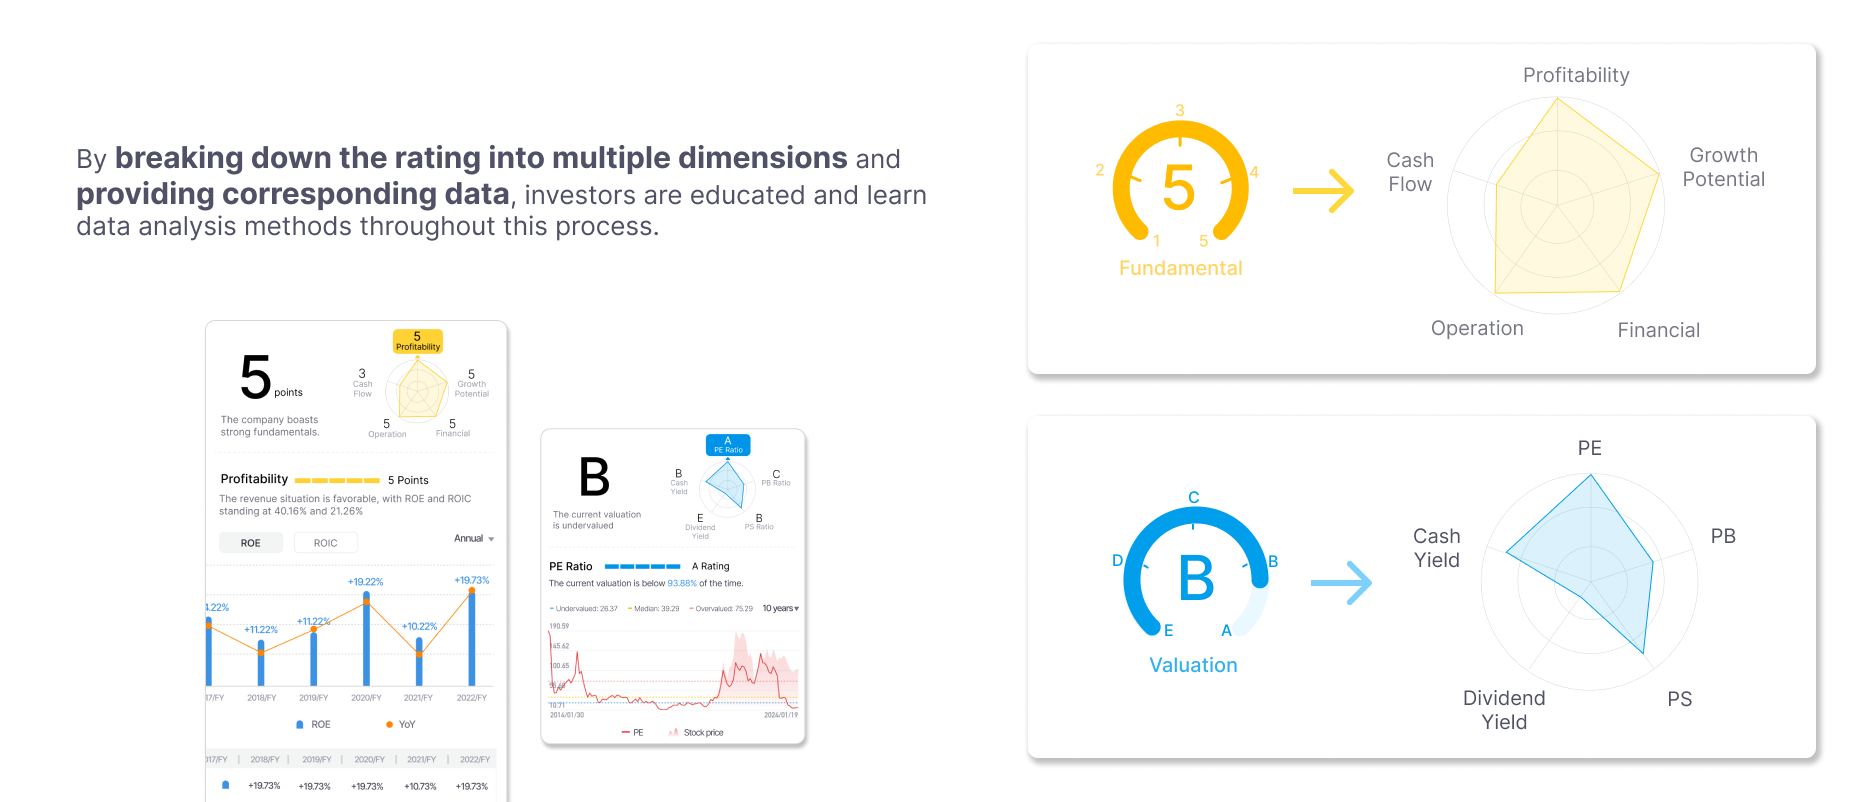 By breaking down the rating into multiple dimensions and
providing corresponding data, investors are educated and learn
data analysis methods throughout this process.
5 points
The company boasts
strong fundamentals.
5
Profitability
3
Cash
Flow
5
Growth
Potential
5
Operation
5
Financial
Profitability 5 Points
The revenue situation is favorable, with ROE and ROIC
standing at 40.16% and 21.26%
ROE ROIC Annual
4.22% +11.22% +11.22% +19.22% +10.22% +19.73%
17/FY 2018/FY 2019/FY 2020/FY 2021/FY 2022/FY
ROE YoY
017/FY 2018/FY 2019/FY 2020/FY 2021/FY 2022/FY
+19.73% +19.73% +19.73% +10.73% +19.73%
B
The current valuation
is undervalued
A
PE Ratio
B
Cash
Yield
C
PB Ratio
E
Dividend
Yield
B
PS Ratio
PE Ratio A Rating
The current valuation is below 93.88% of the time.
Undervalued: 26.37 Median: 39.29 Overvalued: 75.29 10 years
190.59
145.62
100.65
10.71
2014/01/30 2024/01/19
PE Stock price
1
2
3
4
5
5
Fundamental
Profitability
Cash
Flow
Growth
Potential
Operation
Financial
E
D
C
B
A
B
Valuation
PE
Cash
Yield
PB
Dividend
Yield
PS